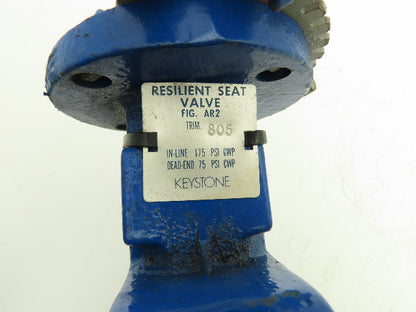 RESILIENT SEAT
VALVE
FIG. AR2
TRIM. 805
IN-LINE 175 PSI CWP
DEAD-END 75 PSI CWP
KEYSTONE